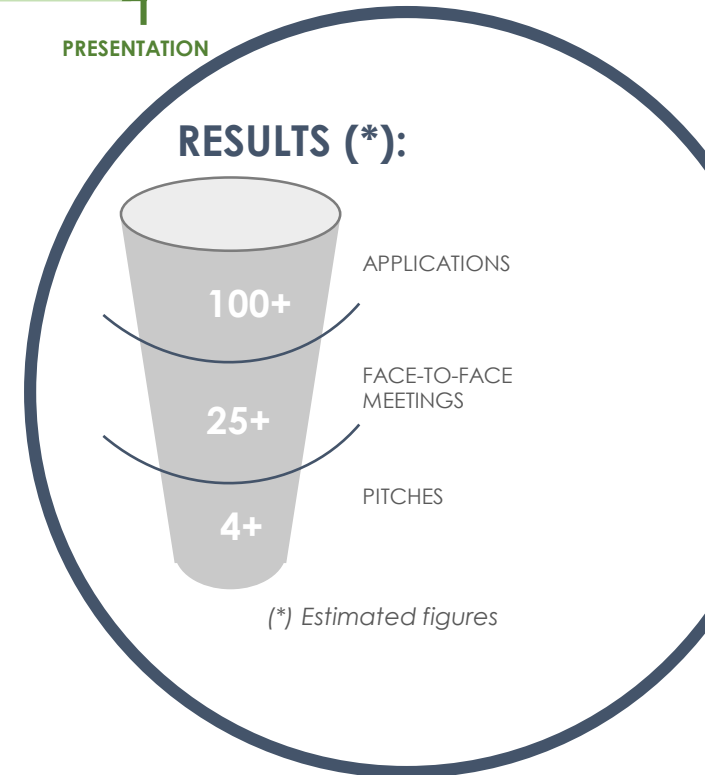 PRESENTATION
RESULTS (*):
APPLICATIONS
100+
FACE-TO-FACE
MEETINGS
25+
PITCHES
4+
(*) Estimated figures